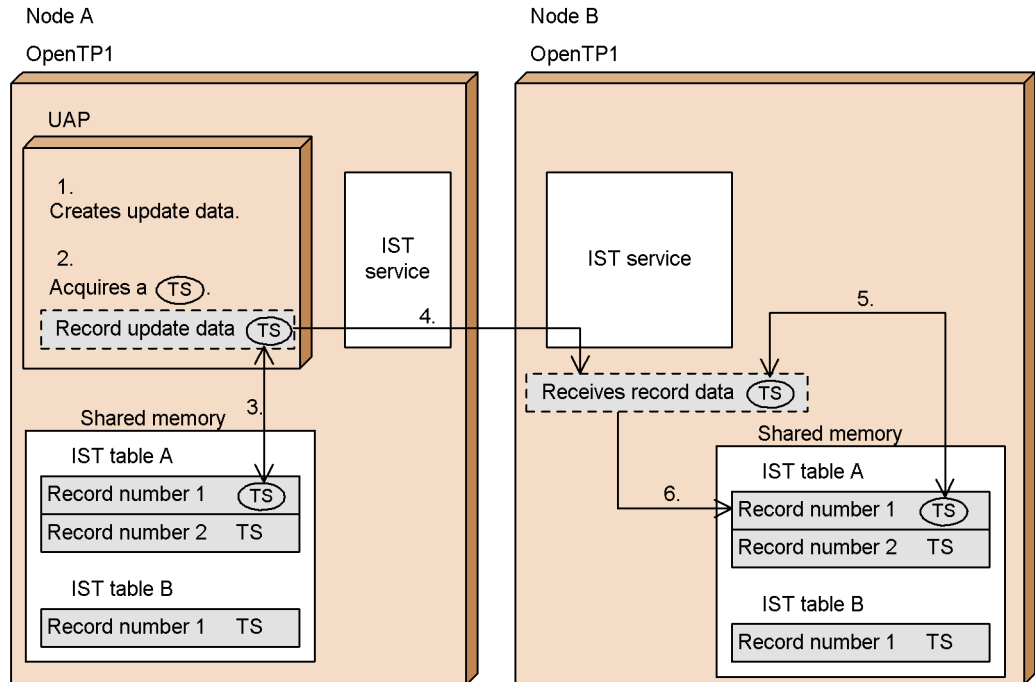 Node A
OpenTP1
UAP
1.
Creates update data.
2.
Acquires a TS.
Record update data TS
IST
service
3.
4.
Shared memory
IST table A
Record number 1 TS
Record number 2 TS
IST table B
Record number 1 TS
Node B
OpenTP1
IST service
5.
Receives record data TS
6.
Shared memory
IST table A
Record number 1 TS
Record number 2 TS
IST table B
Record number 1 TS